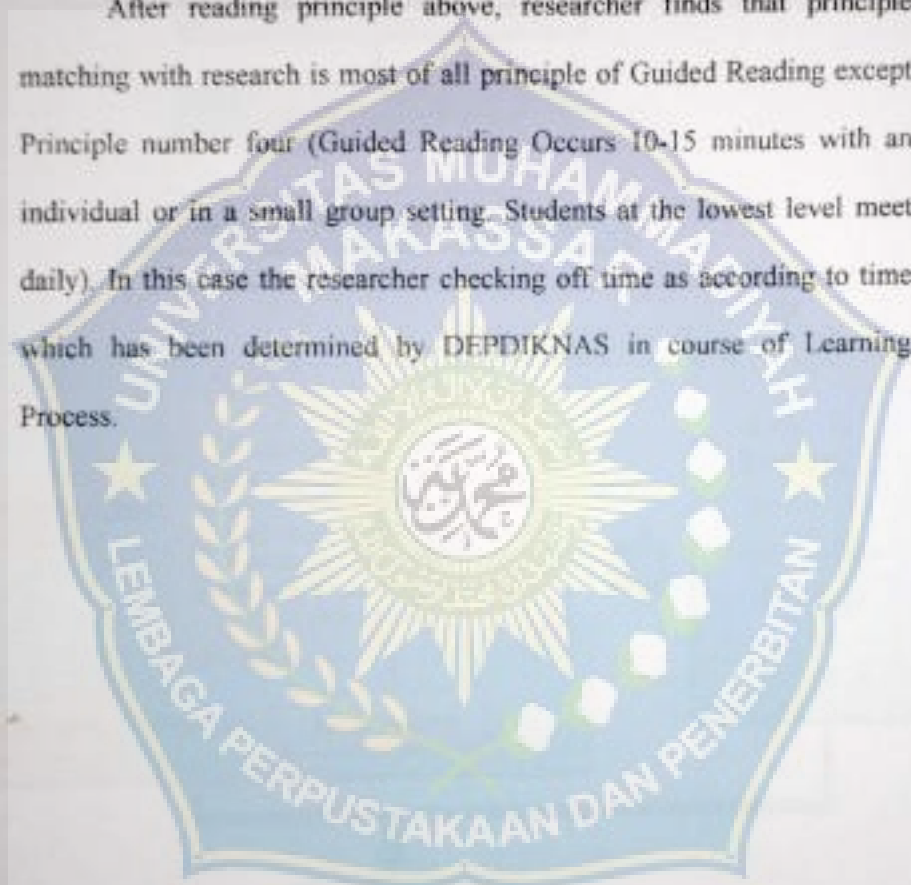 After reading principle above, researcher finds that principle
matching with research is most of all principle of Guided Reading except
Principle number four (Guided Reading Occurs 10-15 minutes with an
individual or in a small group setting. Students at the lowest level meet
daily). In this case the researcher checking off time as according to time
which has been determined by DEPDIKNAS in course of Learning
Process.
UNIVERSITAS MUHAMMADIYAH
MAKASSAR
محمدية
LEMBAGA PERPUSTAKAAN DAN PENERBITAN